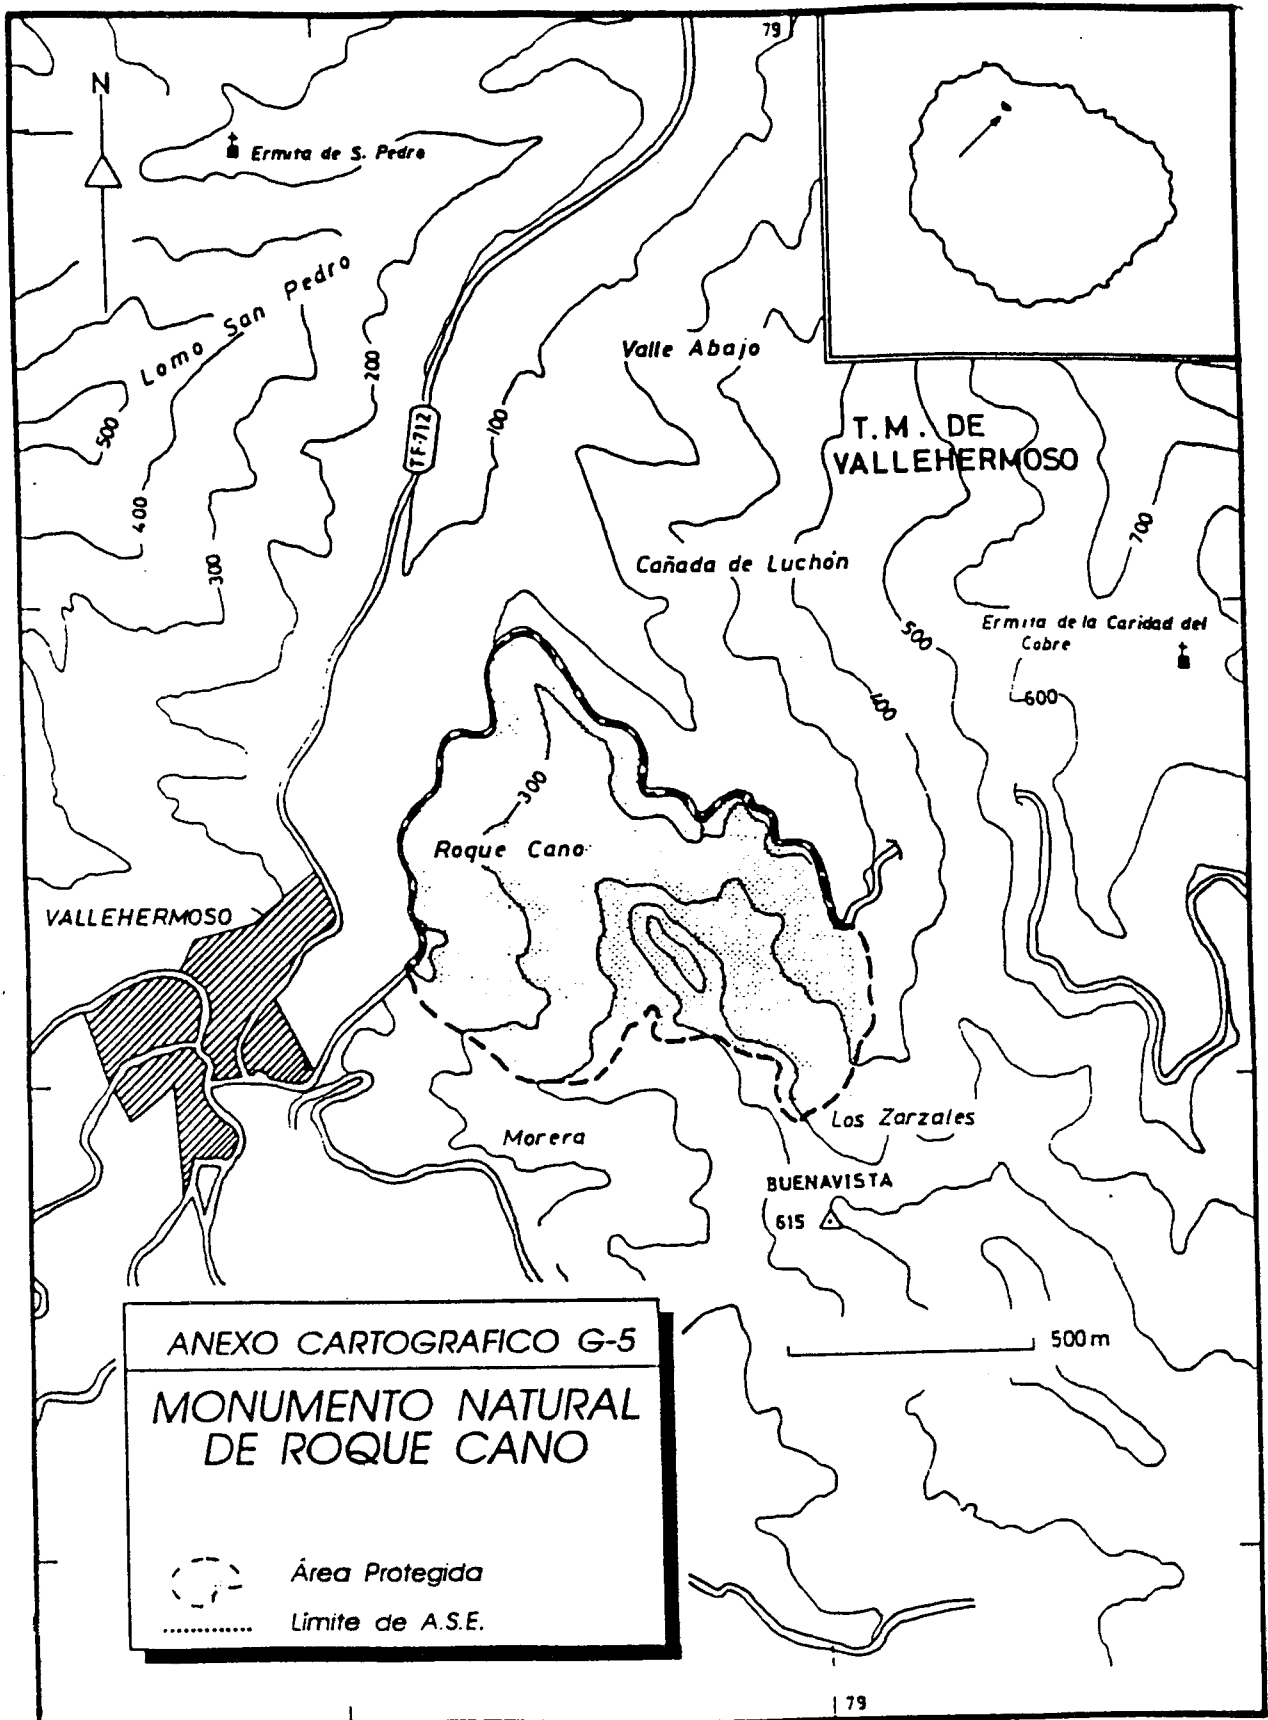 79
N
Ermita de S. Pedro
Lomo San Pedro
200
Valle Abajo
500
TF-712
100
T.M. DE
VALLEHERMOSO
400
700
300
Cañada de Luchón
500
Ermita de la Caridad del
Cobre
400
600
300
Roque Cano
VALLEHERMOSO
Morera
Los Zarzales
BUENAVISTA
615
500 m
ANEXO CARTOGRAFICO G-5
MONUMENTO NATURAL
DE ROQUE CANO
Área Protegida
Límite de A.S.E.
79